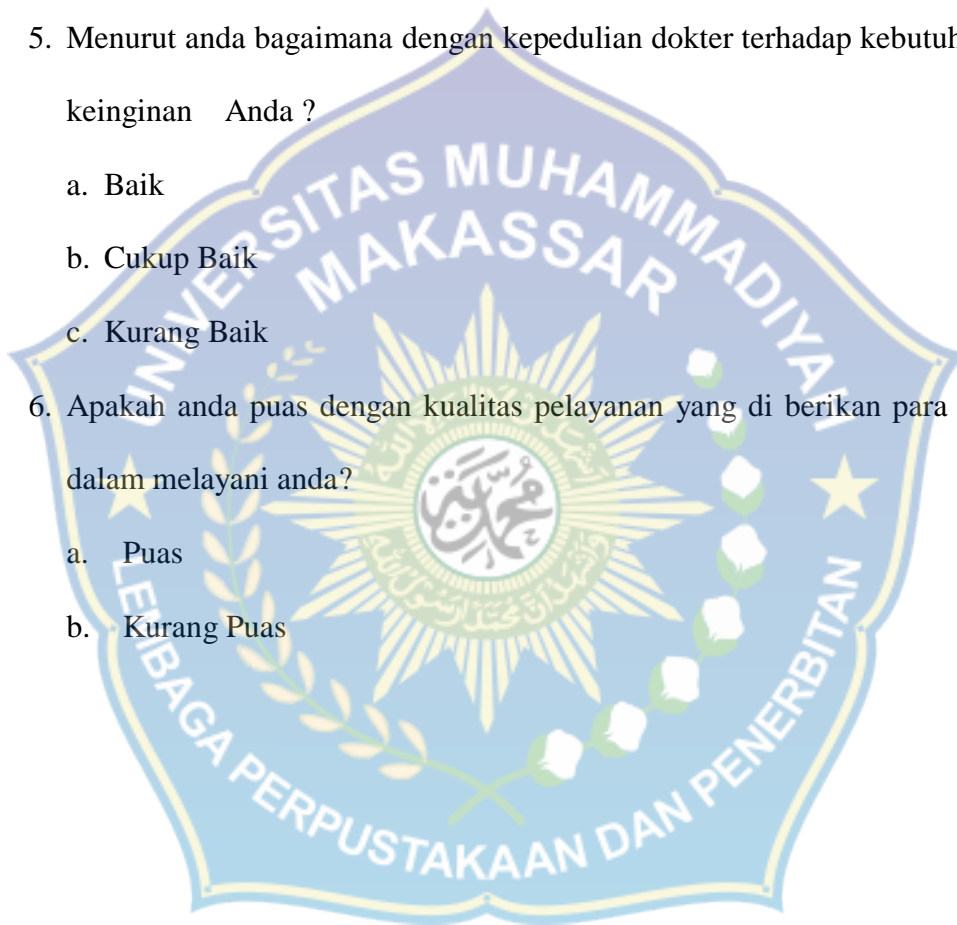 5. Menurut anda bagaimana dengan kepedulian dokter terhadap
keinginan Anda ?
a. Baik
b. Cukup Baik
c. Kurang Baik
6. Apakah anda puas dengan kualitas pelayanan yang di berikan para
dalam melayani anda?
a. Puas
b. Kurang Puas
UNIVERSITAS MUHAMMADIYAH
MAKASSAR
محمدية
LEMBAGA PERPUSTAKAAN DAN PENERBITAN